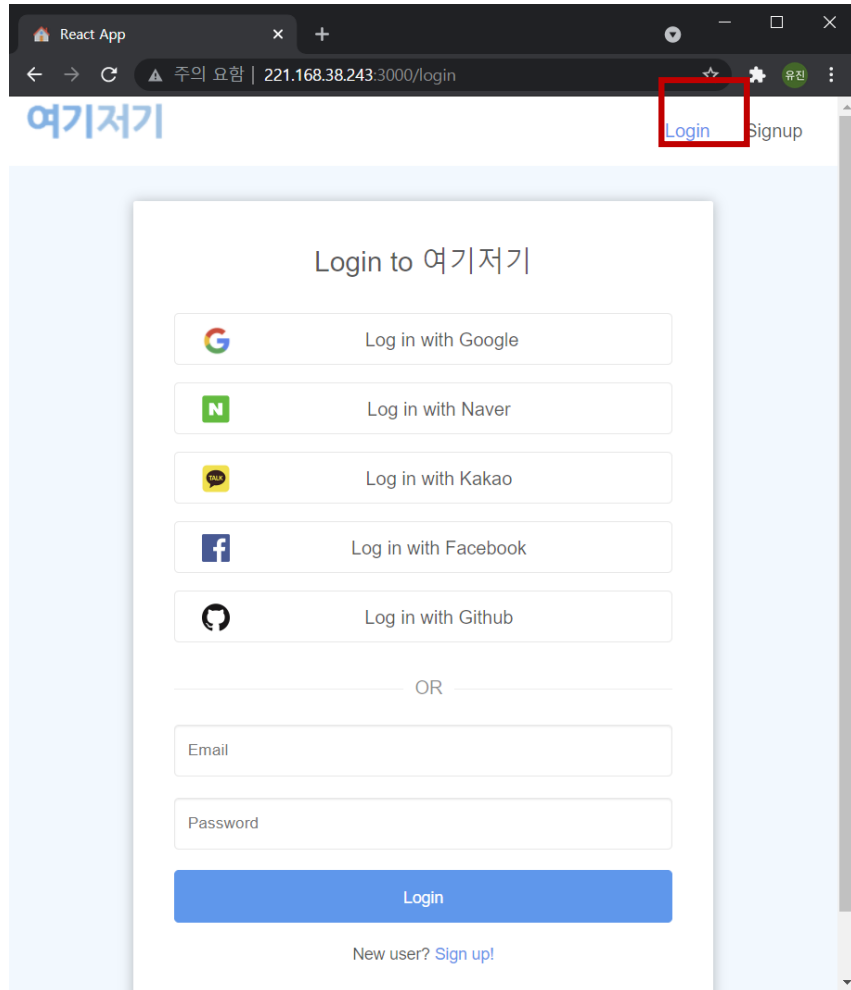 React App
주의 요함 | 221.168.38.243:3000/login
유진
여기저기
Login Signup
Login to 여기저기
Log in with Google
N
Log in with Naver
TALK
Log in with Kakao
f
Log in with Facebook
Log in with Github
OR
Email
Password
Login
New user? Sign up!